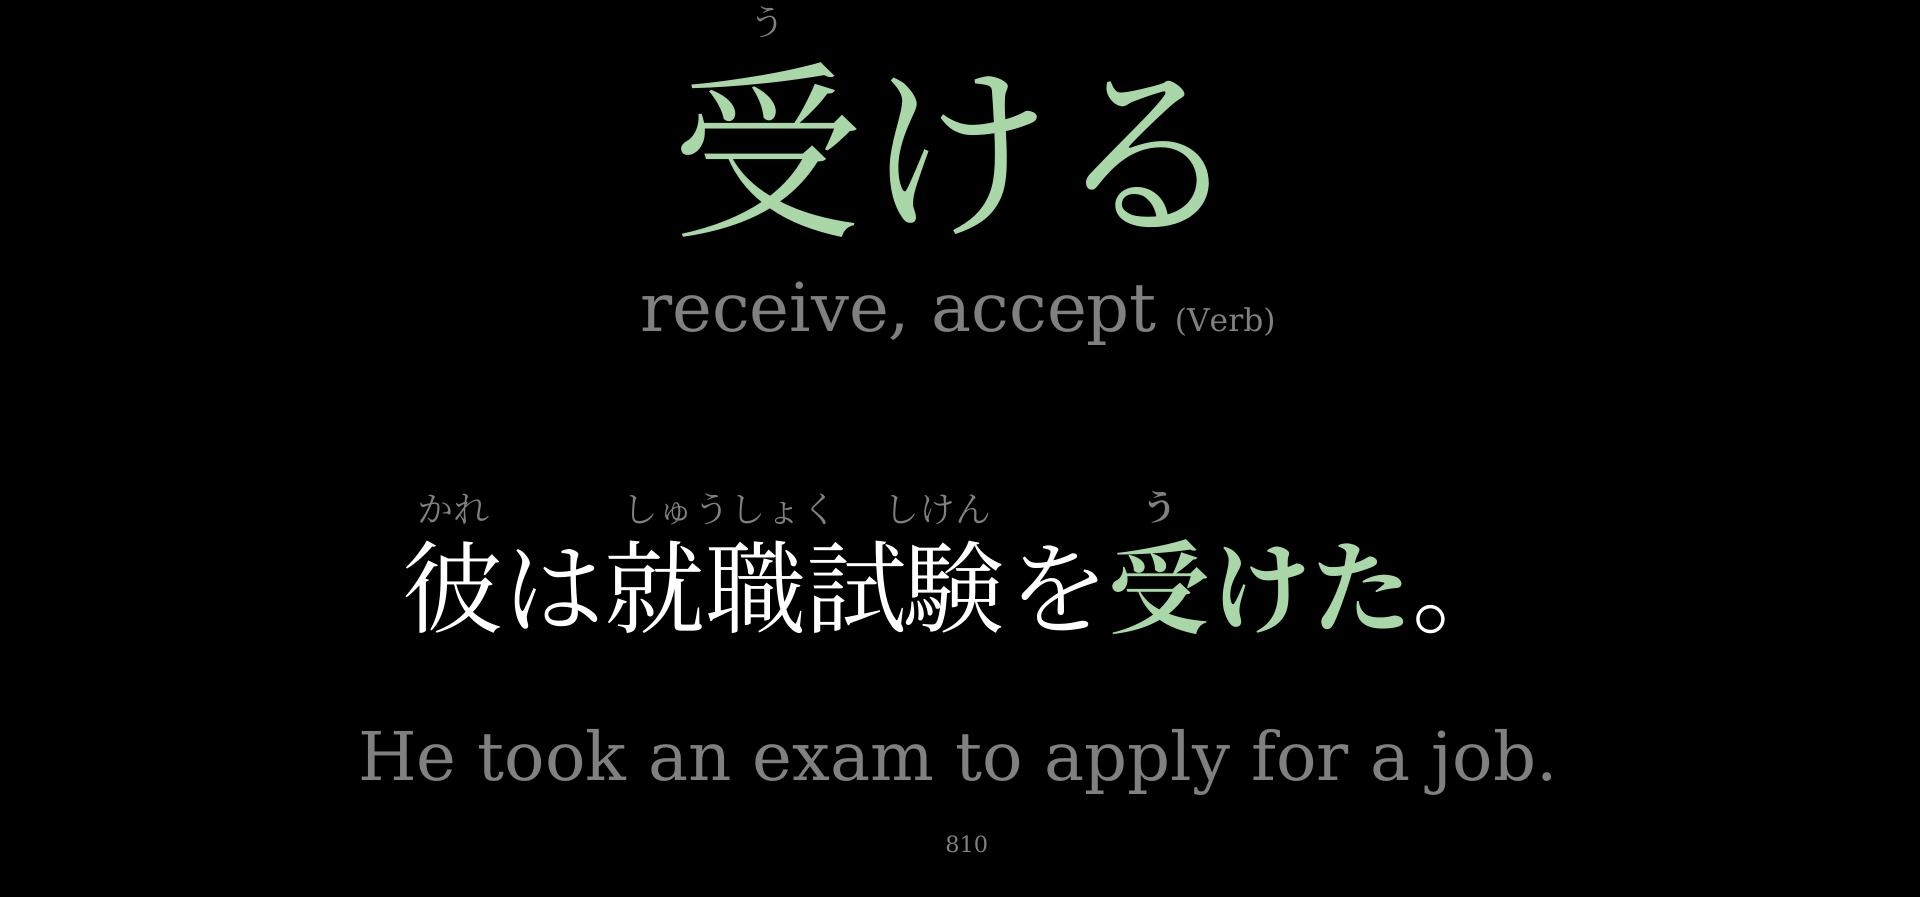 う
受ける
receive, accept (Verb)
かれ しゅうしょく しけん う
彼は就職試験を受けた。
He took an exam to apply for a job.
810